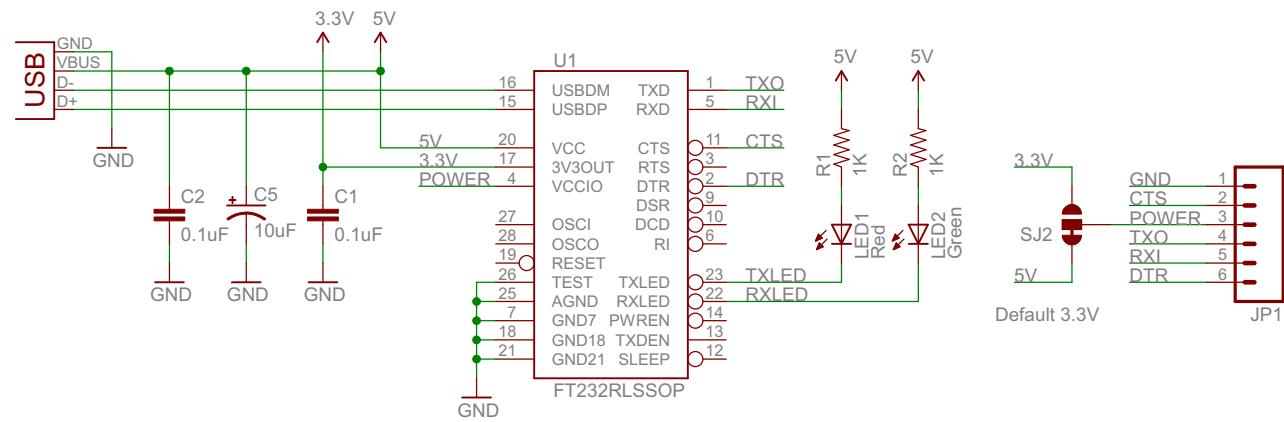 3.3V 5V
USB
GND
VBUS
D-
D+
GND
C2
0.1uF
GND
+
C5
10uF
GND
C1
0.1uF
GND
5V
3.3V
POWER
U1
16 USBDM TXD 1 TXO
15 USBDP RXD 5 RXI
20 VCC CTS 11 CTS
17 3V3OUT RTS 3
4 VCCIO DTR 2 DTR
DSR 9
27 OSCI DCD 10
28 OSCO RI 6
19 RESET
26 TEST TXLED 23 TXLED
25 AGND RXLED 22 RXLED
7 GND7 PWREN 14
18 GND18 TXDEN 13
21 GND21 SLEEP 12
FT232RLSSOP
GND
5V
R1
1K
LED1
Red
5V
R2
1K
LED2
Green
3.3V
SJ2
5V
Default 3.3V
GND 1
CTS 2
POWER 3
TXO 4
RXI 5
DTR 6
JP1